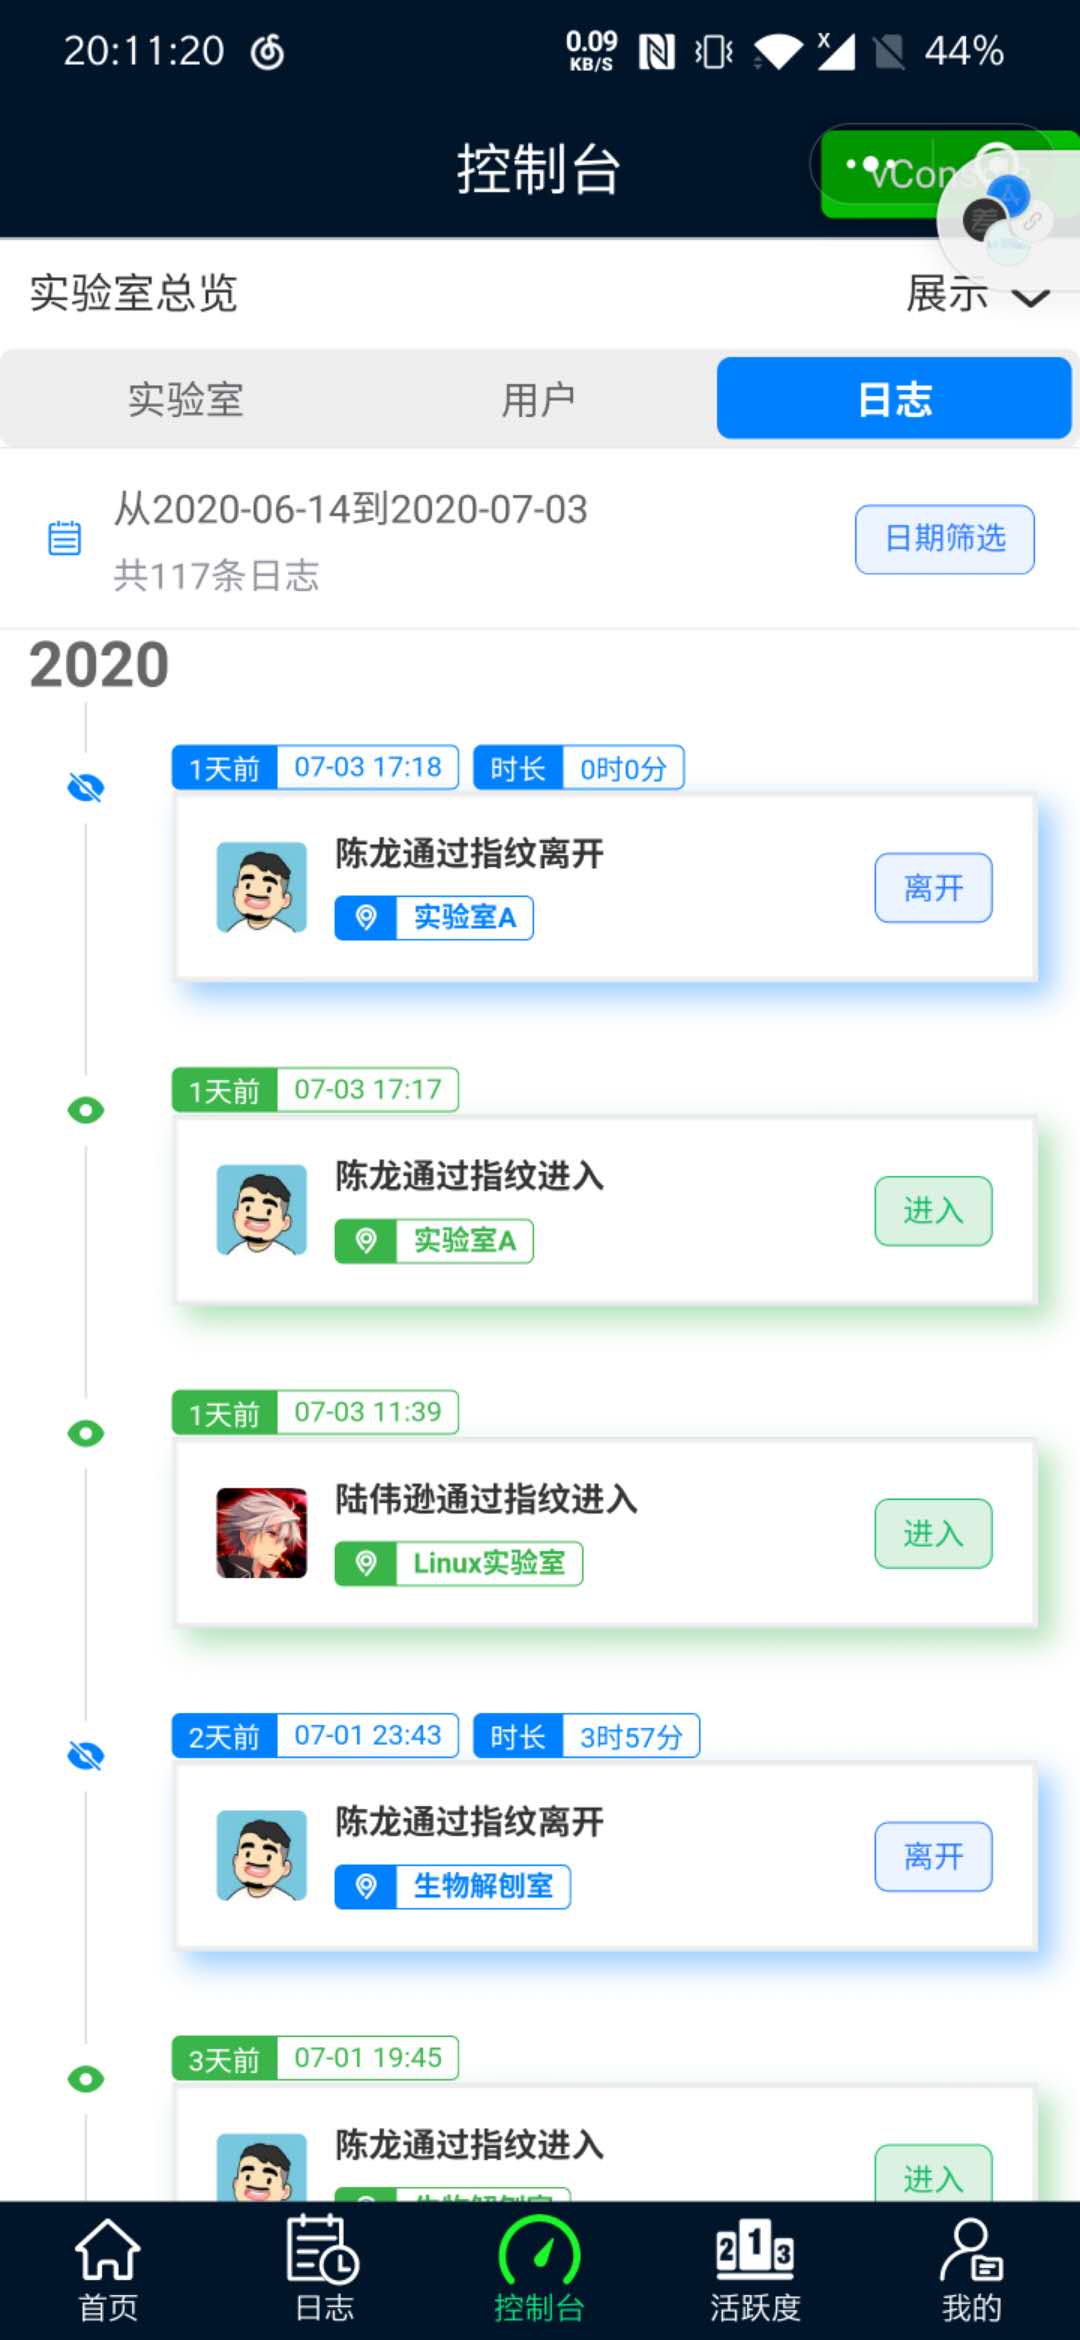 20:11:20
0.09
KB/S
44%
控制台
实验室总览
展示
实验室
用户
日志
从2020-06-14到2020-07-03
共117条日志
日期筛选
2020
1天前 07-03 17:18 时长 0时0分
陈龙通过指纹离开
实验室A
离开
1天前 07-03 17:17
陈龙通过指纹进入
实验室A
进入
1天前 07-03 11:39
陆伟逊通过指纹进入
Linux实验室
进入
2天前 07-01 23:43 时长 3时57分
陈龙通过指纹离开
生物解刨室
离开
3天前 07-01 19:45
陈龙通过指纹进入
进入
首页
日志
控制台
活跃度
我的